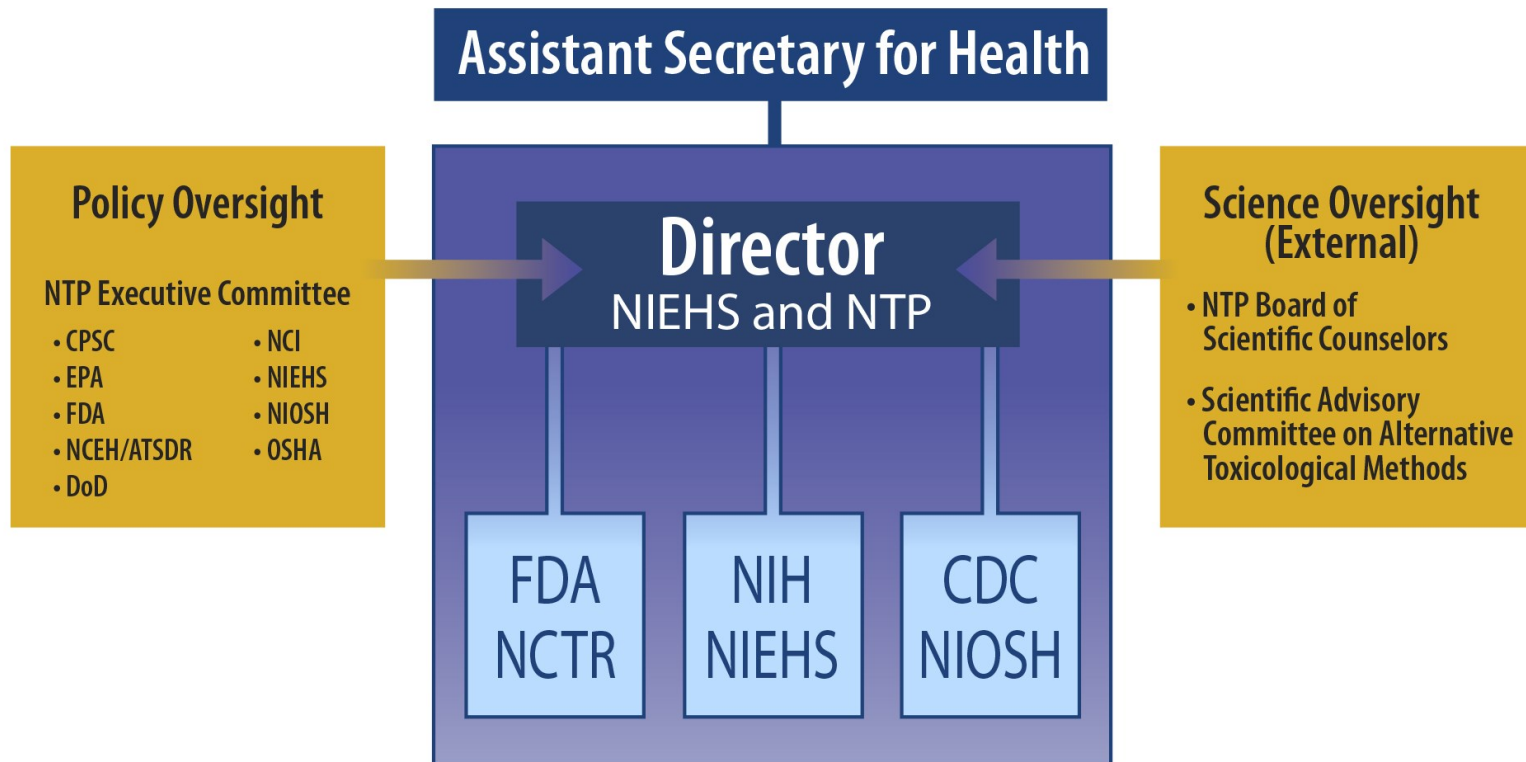 Assistant Secretary for Health
Policy Oversight
NTP Executive Committee
• CPSC
• EPA
• FDA
• NCEH/ATSDR
• DoD
• NCI
• NIEHS
• NIOSH
• OSHA
Director
NIEHS and NTP
FDA
NCTR
NIH
NIEHS
CDC
NIOSH
Science Oversight
(External)
• NTP Board of
Scientific Counselors
• Scientific Advisory
Committee on Alternative
Toxicological Methods